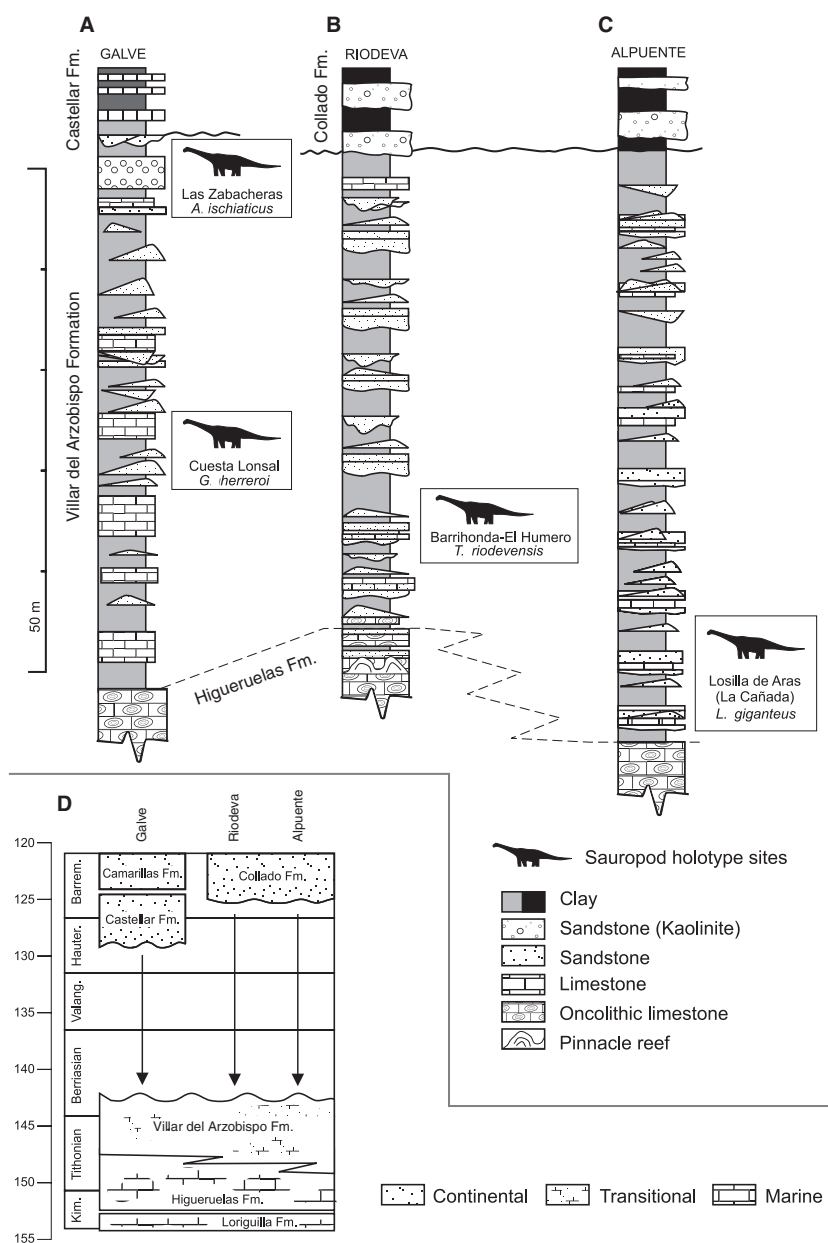 A
B
C
GALVE
RIODEVA
ALPUENTE
Castellar Fm.
Collado Fm.
Villar del Arzobispo Formation
50 m
Las Zabacheras
A. ischiaticus
Cuesta Lonsal
G. herreroi
Barrihonda-El Humero
T. riodevensis
Losilla de Aras
(La Cañada)
L. giganteus
Higueruelas Fm.
D
Galve
Riodeva
Alpuente
120
125
130
135
140
145
150
155
Barrem.
Hauter.
Valang.
Berriasian
Tithonian
Kim.
Camarillas Fm.
Collado Fm.
Castellar Fm.
Villar del Arzobispo Fm.
Higueruelas Fm.
Loriguilla Fm.
Sauropod holotype sites
Clay
Sandstone (Kaolinite)
Sandstone
Limestone
Oncolithic limestone
Pinnacle reef
Continental
Transitional
Marine